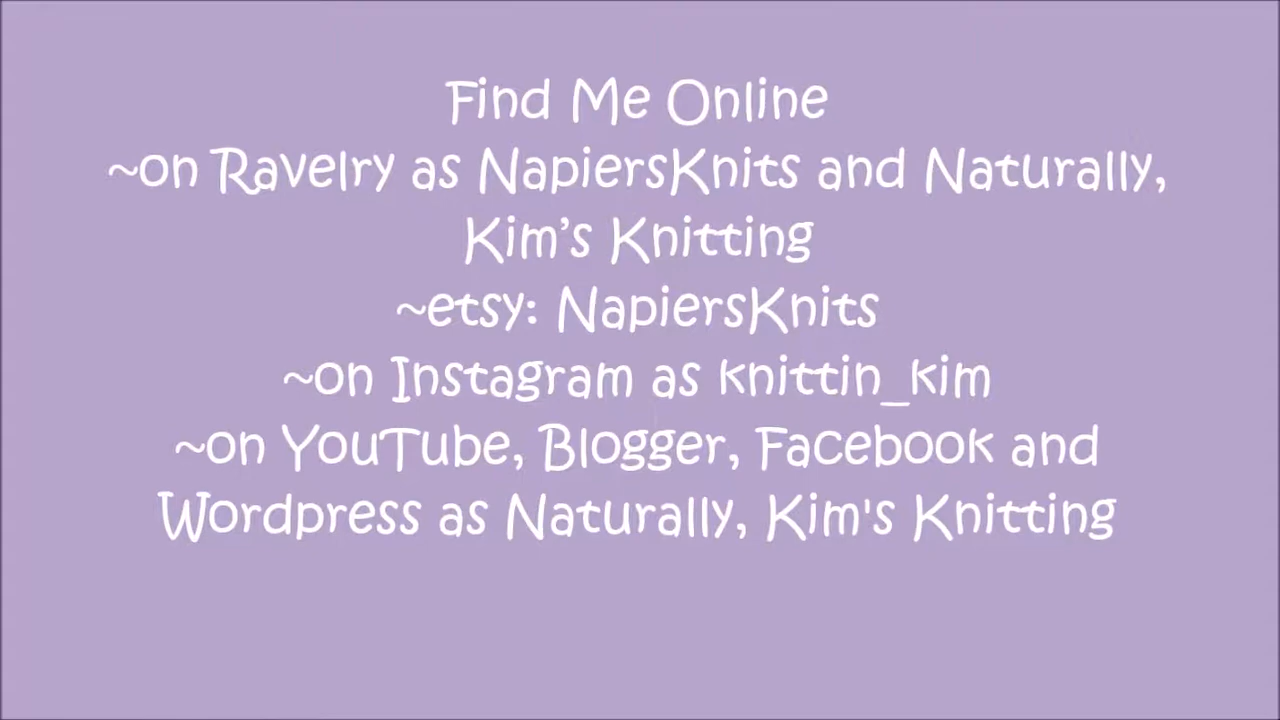 Find Me Online
~on Ravelry as NapiersKnits and Naturally,
Kim’s Knitting
~etsy: NapiersKnits
~on Instagram as knittin_kim
~on YouTube, Blogger, Facebook and
Wordpress as Naturally, Kim's Knitting